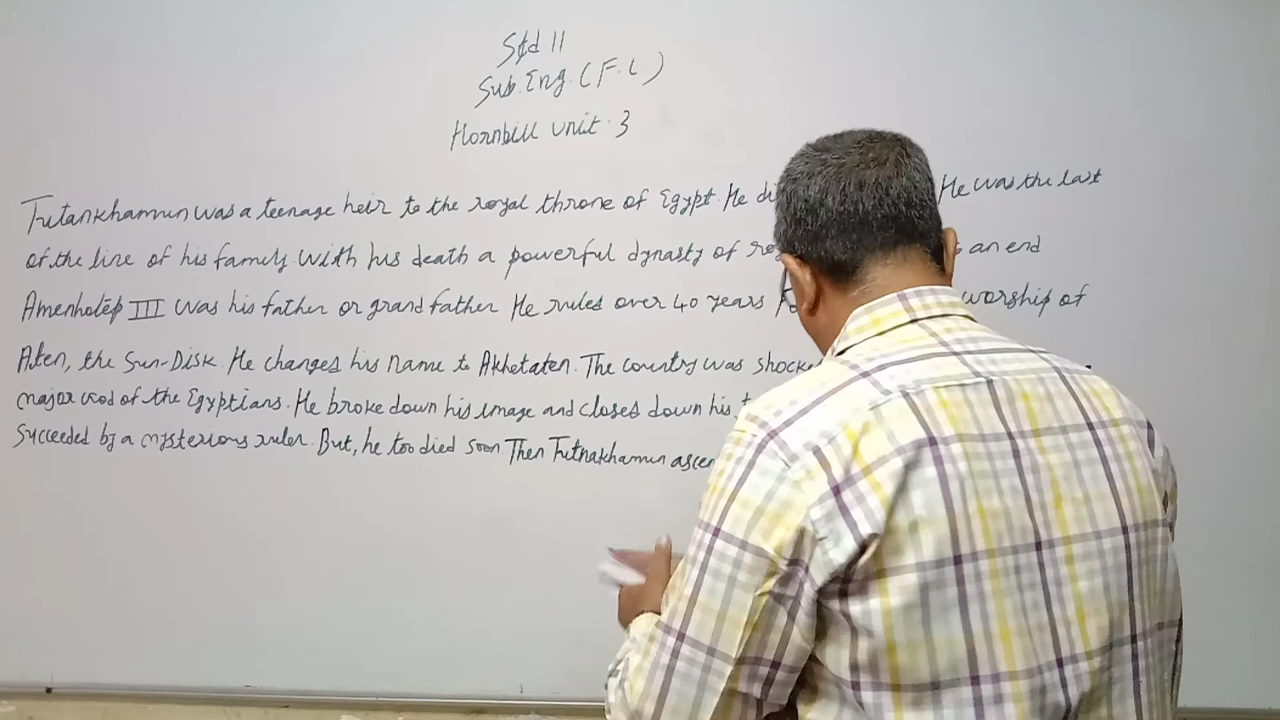 Std 11
Sub. Eng. (F.L)
Hornbill unit. 3
Tutankhamun was a teenage heir to the royal throne of Egypt. He He was the last
of the line of his family with his death a powerful dynasty of an end
Amenhotep III was his father or grand father He rules over 40 years worship of
Aten, the Sun-Disk. He changes his name to Akhetaten. The country was
major God of the Egyptians. He broke down his image and closed down his
Succeeded by a mysterious ruler. But, he too died soon Then Tutnakhamun